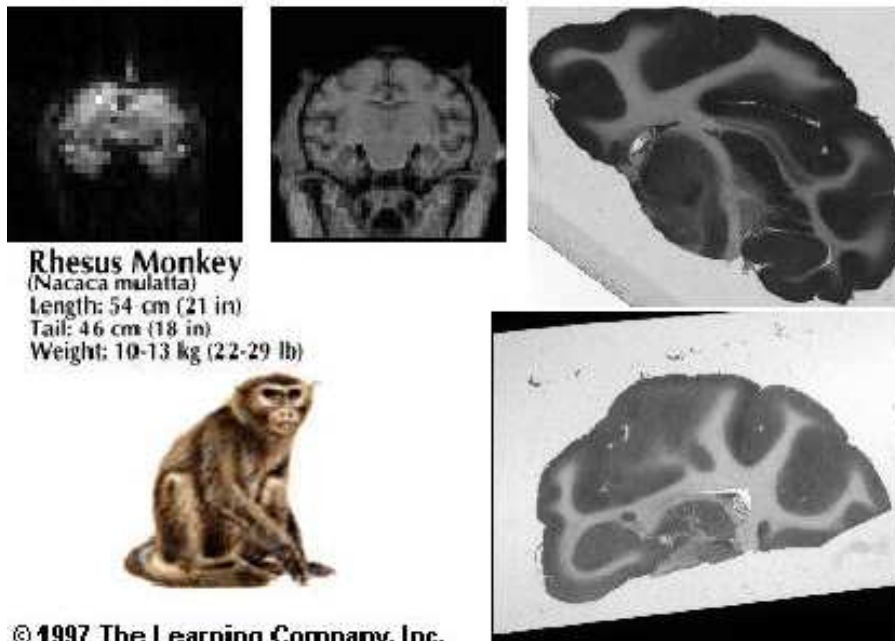 Rhesus Monkey
(Nacaca mulatta)
Length: 54 cm (21 in)
Tail: 46 cm (18 in)
Weight: 10-13 kg (22-29 lb)
© 1997 The Learning Company, Inc.